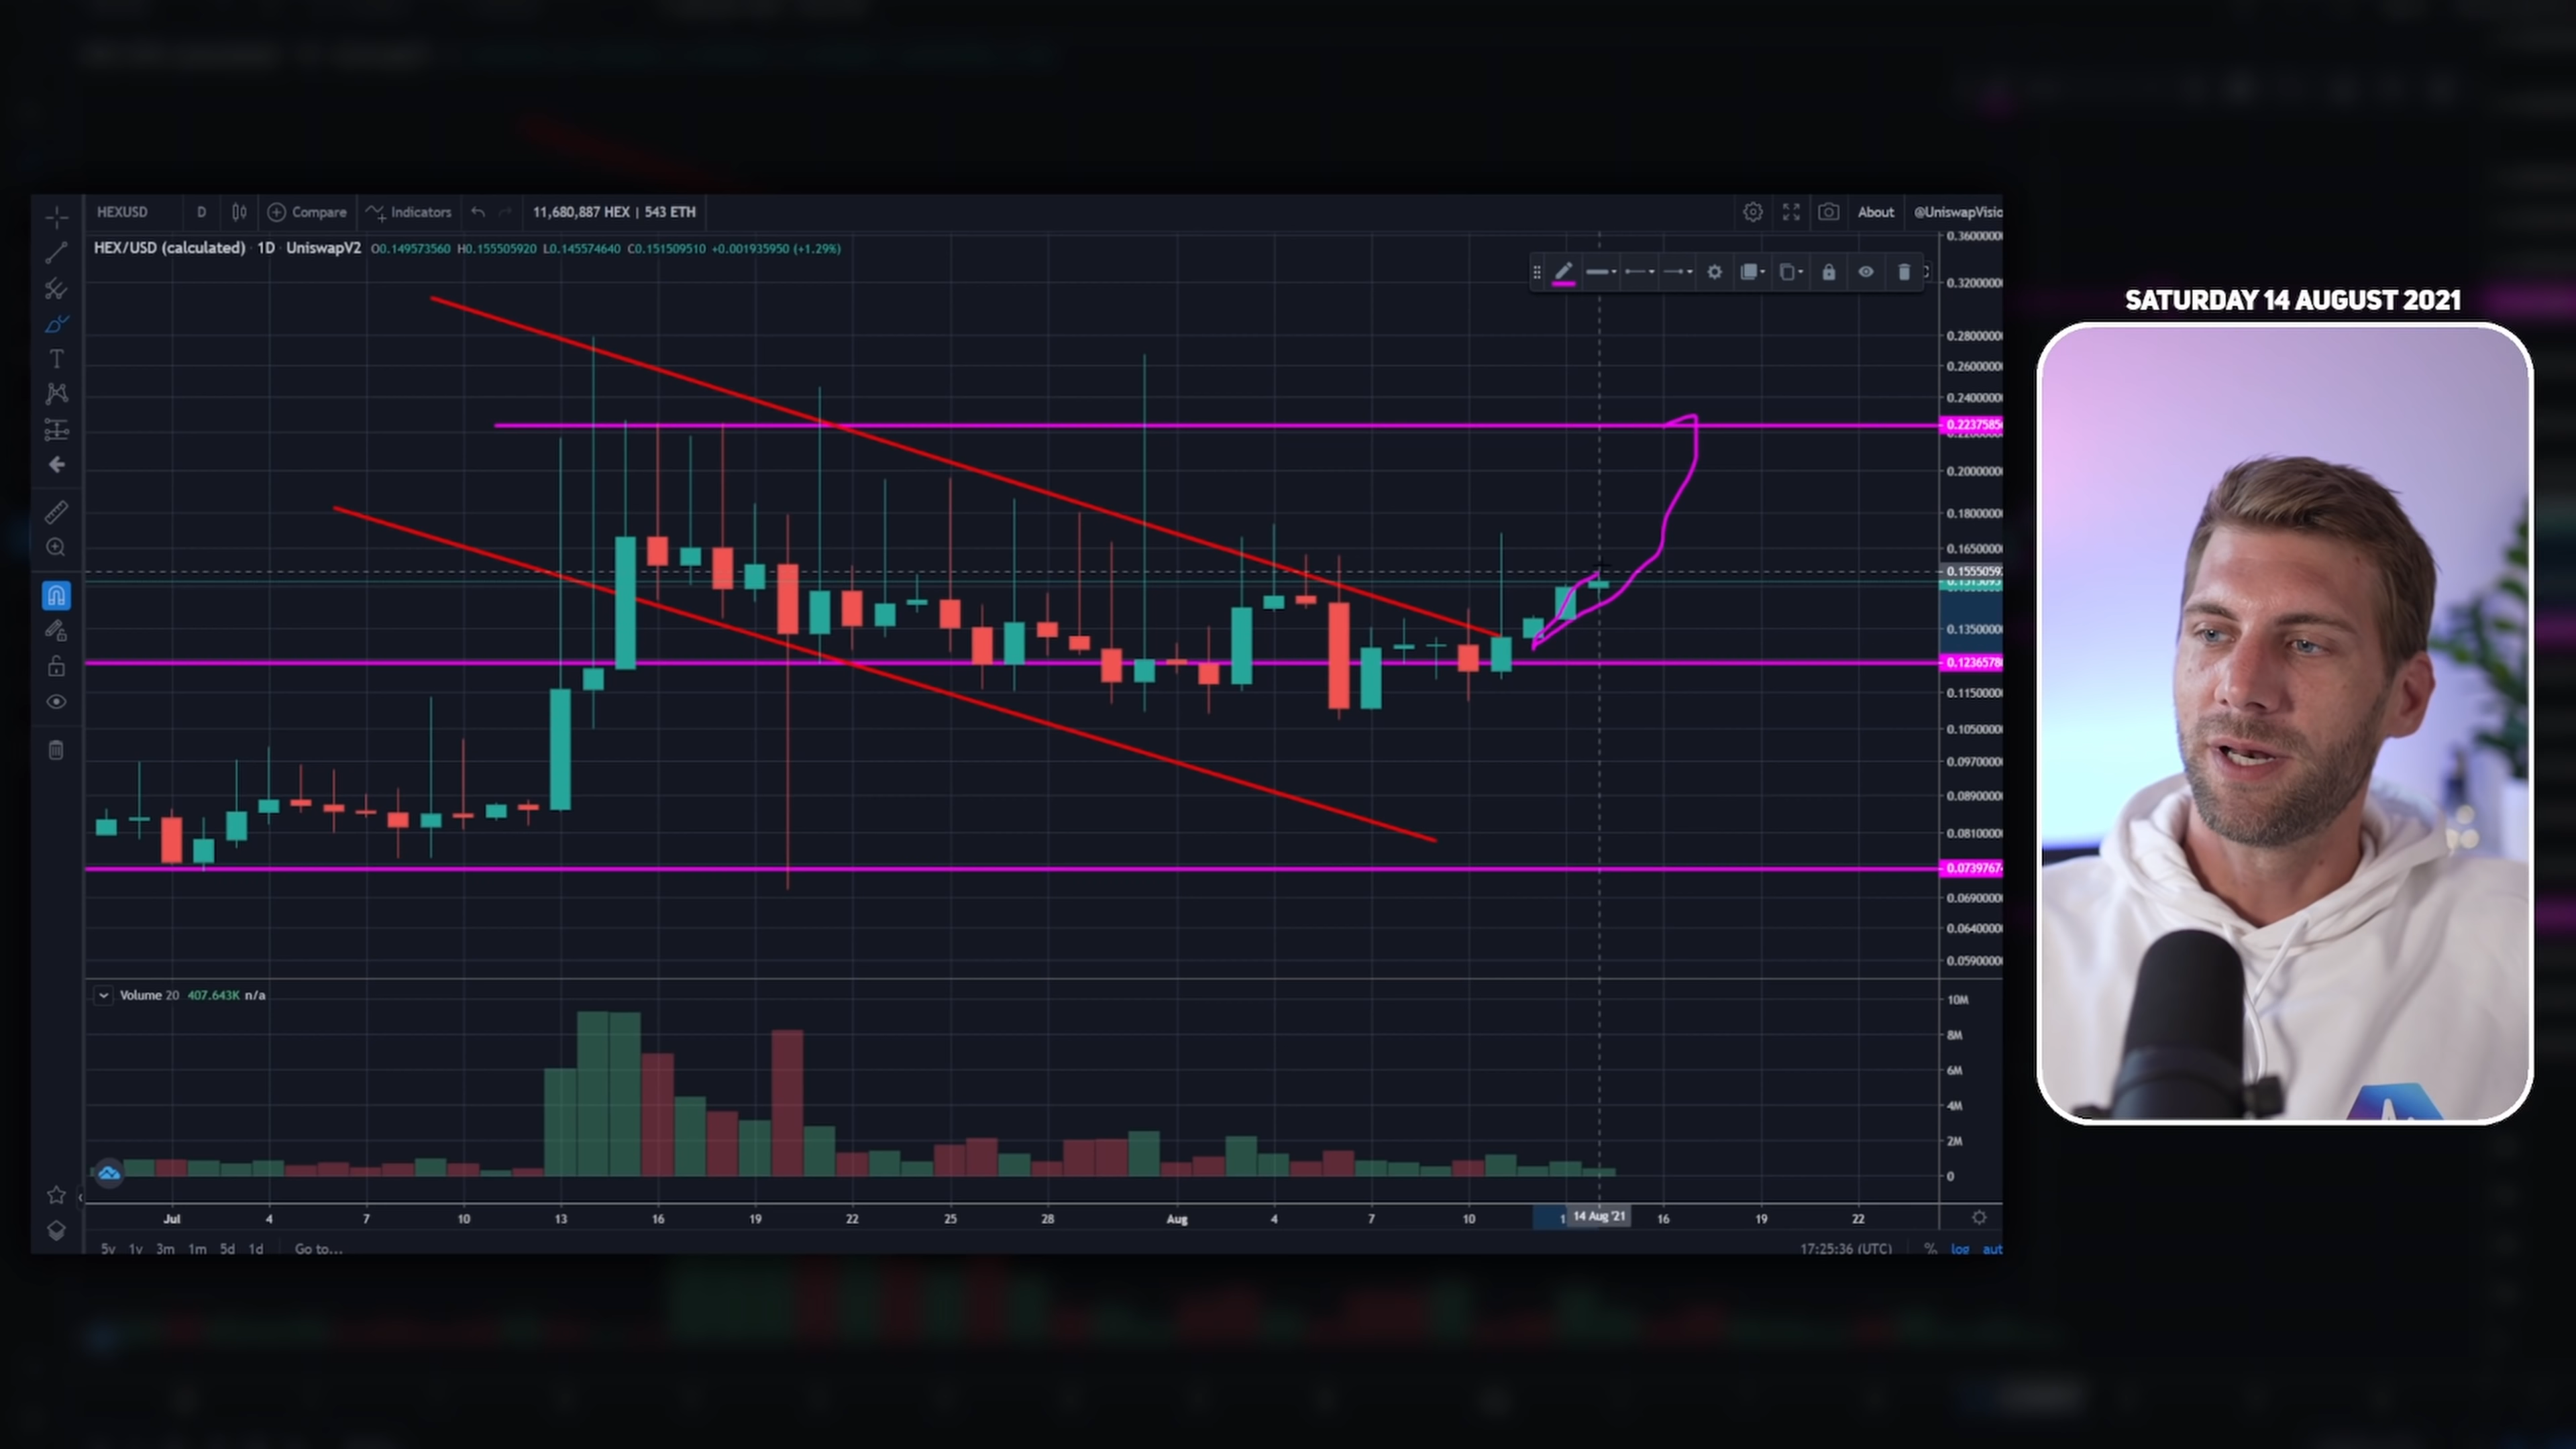 HEXUSD D Compare Indicators 11,680,887 HEX | 543 ETH About @UniswapVisio
HEX/USD (calculated) 1D UniswapV2 O0.149573560 H0.155505920 L0.145574640 C0.151509510 +0.001935950 (+1.29%)
SATURDAY 14 AUGUST 2021
0.3600000
0.3200000
0.2800000
0.2600000
0.2400000
0.2237585
0.2000000
0.1800000
0.1650000
0.1555059
0.1350000
0.1236578
0.1150000
0.1050000
0.0970000
0.0890000
0.0810000
0.0739767
0.0690000
0.0640000
0.0590000
Volume 20 407.643K n/a
10M
8M
6M
4M
2M
0
Jul 4 7 10 13 16 19 22 25 28 Aug 4 7 10 1 14 Aug '21 16 19 22
5y 1y 3m 1m 5d 1d Go to... 17:25:36 (UTC) % log aut